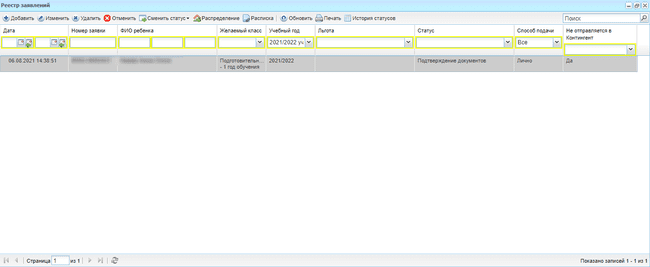 Реестр заявлений
Добавить Изменить Удалить Отменить Сменить статус Распределение Расписка Обновить Печать История статусов Поиск
Дата Номер заявки ФИО ребенка Желаемый класс Учебный год Льгота Статус Способ подачи Не отправляется в
Контингент
2021/2022 уч Все
06.08.2021 14:38:51 Подготовительн... 2021/2022 Подтверждение документов Лично Да
- 1 год обучения
Страница 1 из 1 Показано записей 1 - 1 из 1